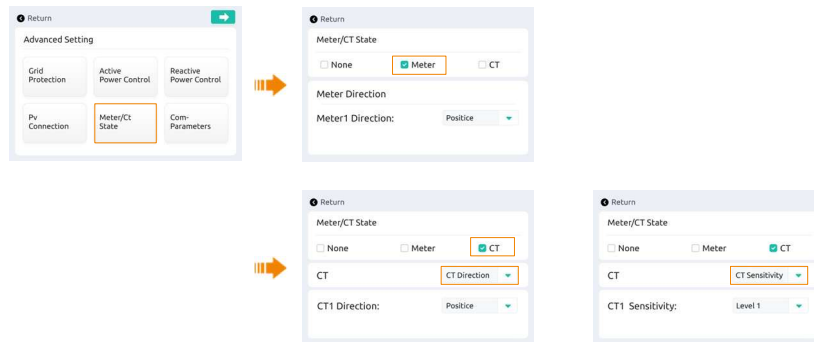 Return
Advanced Setting
Grid
Protection
Active
Power Control
Reactive
Power Control
Pv
Connection
Meter/Ct
State
Com-
Parameters
Return
Meter/CT State
None
Meter
CT
Meter Direction
Meter1 Direction:
Positice
Return
Meter/CT State
None
Meter
CT
CT
CT Direction
CT1 Direction:
Positice
Return
Meter/CT State
None
Meter
CT
CT
CT Sensitivity
CT1 Sensitivity:
Level 1